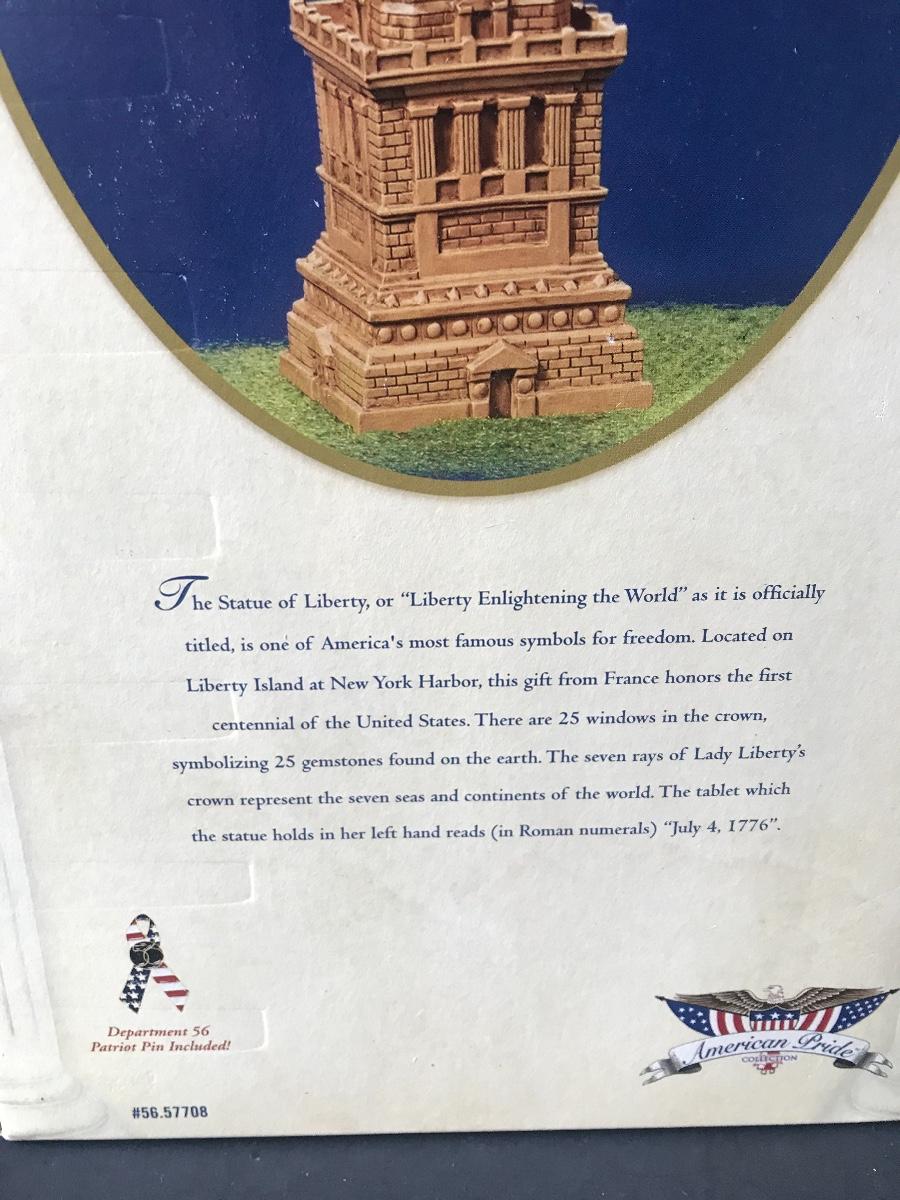 The Statue of Liberty, or “Liberty Enlightening the World” as it is officially
titled, is one of America's most famous symbols for freedom. Located on
Liberty Island at New York Harbor, this gift from France honors the first
centennial of the United States. There are 25 windows in the crown,
symbolizing 25 gemstones found on the earth. The seven rays of Lady Liberty's
crown represent the seven seas and continents of the world. The tablet which
the statue holds in her left hand reads (in Roman numerals) “July 4, 1776”.
Department 56
Patriot Pin Included!
American Pride
COLLECTION
#56.57708